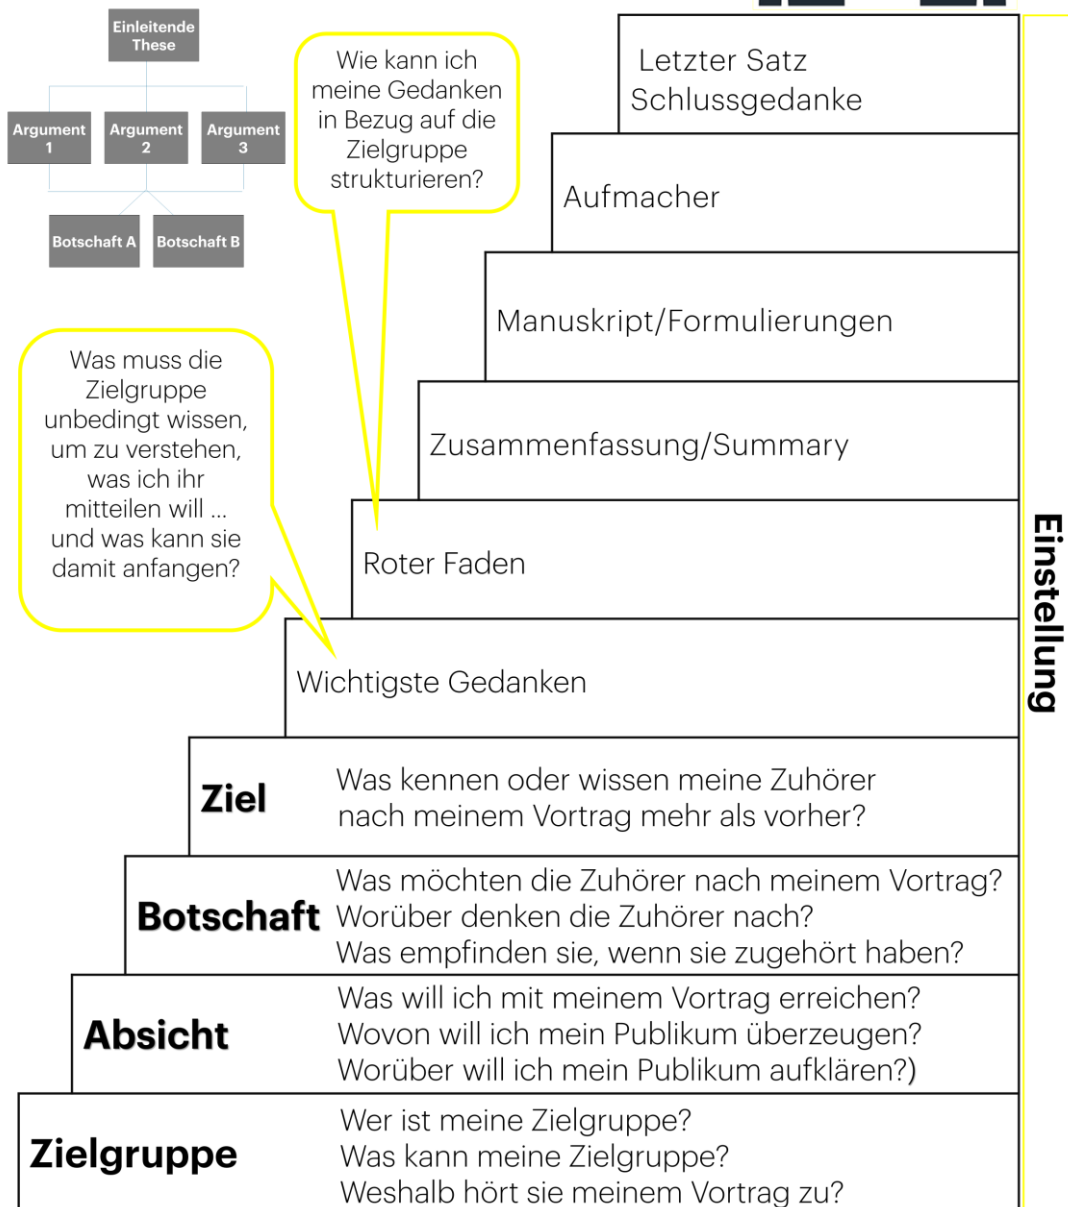 Einleitende
These
Argument
1
Argument
2
Argument
3
Botschaft A
Botschaft B
Wie kann ich
meine Gedanken
in Bezug auf die
Zielgruppe
strukturieren?
Was muss die
Zielgruppe
unbedingt wissen,
um zu verstehen,
was ich ihr
mitteilen will ...
und was kann sie
damit anfangen?
Letzter Satz
Schlussgedanke
Aufmacher
Manuskript/Formulierungen
Zusammenfassung/Summary
Roter Faden
Wichtigste Gedanken
Ziel
Was kennen oder wissen meine Zuhörer
nach meinem Vortrag mehr als vorher?
Botschaft
Was möchten die Zuhörer nach meinem Vortrag?
Worüber denken die Zuhörer nach?
Was empfinden sie, wenn sie zugehört haben?
Absicht
Was will ich mit meinem Vortrag erreichen?
Wovon will ich mein Publikum überzeugen?
Worüber will ich mein Publikum aufklären?)
Zielgruppe
Wer ist meine Zielgruppe?
Was kann meine Zielgruppe?
Weshalb hört sie meinem Vortrag zu?
Einstellung